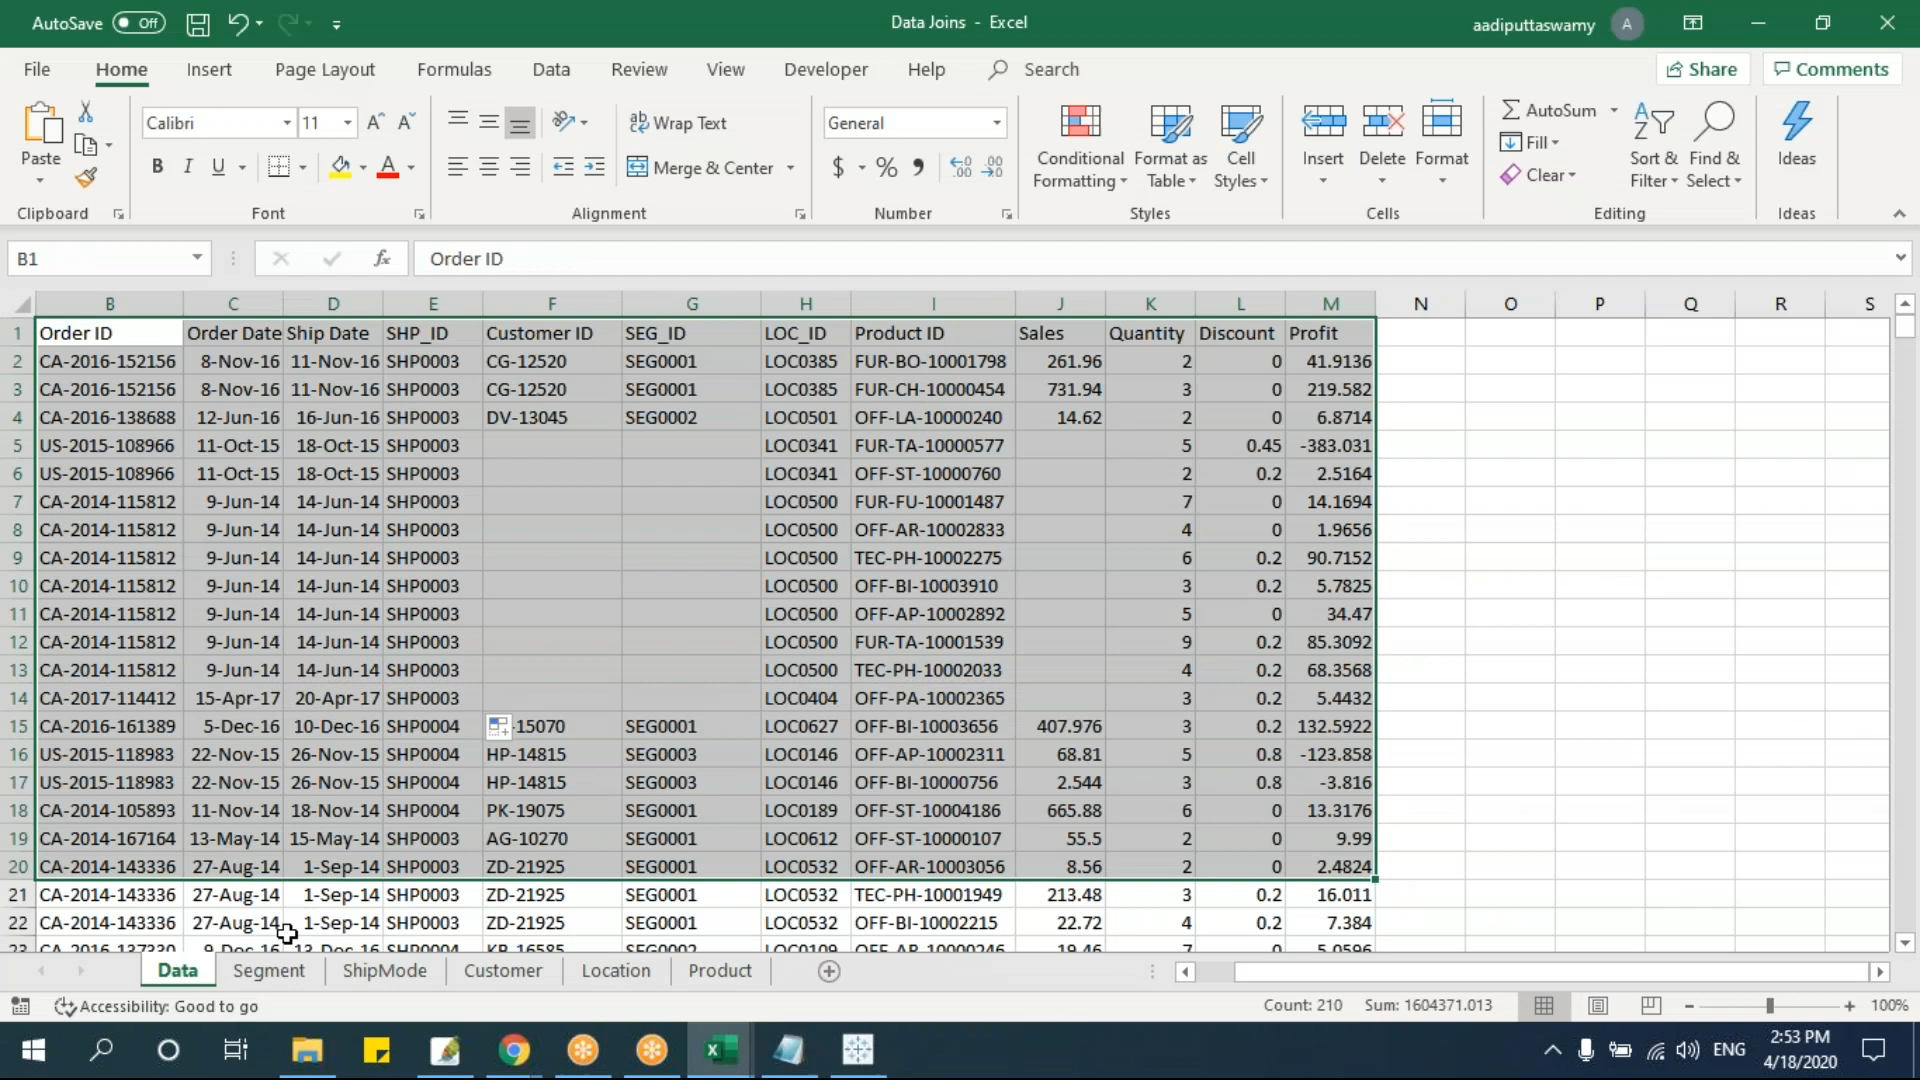 AutoSave Off
Data Joins - Excel
aadiputtaswamy A
File Home Insert Page Layout Formulas Data Review View Developer Help Search
Share Comments
Paste
Calibri 11
B I U
Wrap Text
Merge & Center
General
$ % ,
Conditional Formatting
Format as Table
Cell Styles
Insert Delete Format
AutoSum
Fill
Clear
Sort & Filter
Find & Select
Ideas
Clipboard Font Alignment Number Styles Cells Editing Ideas
B1 fx Order ID
B C D E F G H I J K L M N O P Q R S
1 Order ID Order Date Ship Date SHP_ID Customer ID SEG_ID LOC_ID Product ID Sales Quantity Discount Profit
2 CA-2016-152156 8-Nov-16 11-Nov-16 SHP0003 CG-12520 SEG0001 LOC0385 FUR-BO-10001798 261.96 2 0 41.9136
3 CA-2016-152156 8-Nov-16 11-Nov-16 SHP0003 CG-12520 SEG0001 LOC0385 FUR-CH-10000454 731.94 3 0 219.582
4 CA-2016-138688 12-Jun-16 16-Jun-16 SHP0003 DV-13045 SEG0002 LOC0501 OFF-LA-10000240 14.62 2 0 6.8714
5 US-2015-108966 11-Oct-15 18-Oct-15 SHP0003 LOC0341 FUR-TA-10000577 5 0.45 -383.031
6 US-2015-108966 11-Oct-15 18-Oct-15 SHP0003 LOC0341 OFF-ST-10000760 2 0.2 2.5164
7 CA-2014-115812 9-Jun-14 14-Jun-14 SHP0003 LOC0500 FUR-FU-10001487 7 0 14.1694
8 CA-2014-115812 9-Jun-14 14-Jun-14 SHP0003 LOC0500 OFF-AR-10002833 4 0 1.9656
9 CA-2014-115812 9-Jun-14 14-Jun-14 SHP0003 LOC0500 TEC-PH-10002275 6 0.2 90.7152
10 CA-2014-115812 9-Jun-14 14-Jun-14 SHP0003 LOC0500 OFF-BI-10003910 3 0.2 5.7825
11 CA-2014-115812 9-Jun-14 14-Jun-14 SHP0003 LOC0500 OFF-AP-10002892 5 0 34.47
12 CA-2014-115812 9-Jun-14 14-Jun-14 SHP0003 LOC0500 FUR-TA-10001539 9 0.2 85.3092
13 CA-2014-115812 9-Jun-14 14-Jun-14 SHP0003 LOC0500 TEC-PH-10002033 4 0.2 68.3568
14 CA-2017-114412 15-Apr-17 20-Apr-17 SHP0003 LOC0404 OFF-PA-10002365 3 0.2 5.4432
15 CA-2016-161389 5-Dec-16 10-Dec-16 SHP0004 -15070 SEG0001 LOC0627 OFF-BI-10003656 407.976 3 0.2 132.5922
16 US-2015-118983 22-Nov-15 26-Nov-15 SHP0004 HP-14815 SEG0003 LOC0146 OFF-AP-10002311 68.81 5 0.8 -123.858
17 US-2015-118983 22-Nov-15 26-Nov-15 SHP0004 HP-14815 SEG0003 LOC0146 OFF-BI-10000756 2.544 3 0.8 -3.816
18 CA-2014-105893 11-Nov-14 18-Nov-14 SHP0004 PK-19075 SEG0001 LOC0189 OFF-ST-10004186 665.88 6 0 13.3176
19 CA-2014-167164 13-May-14 15-May-14 SHP0003 AG-10270 SEG0001 LOC0612 OFF-ST-10000107 55.5 2 0 9.99
20 CA-2014-143336 27-Aug-14 1-Sep-14 SHP0003 ZD-21925 SEG0001 LOC0532 OFF-AR-10003056 8.56 2 0 2.4824
21 CA-2014-143336 27-Aug-14 1-Sep-14 SHP0003 ZD-21925 SEG0001 LOC0532 TEC-PH-10001949 213.48 3 0.2 16.011
22 CA-2014-143336 27-Aug-14 1-Sep-14 SHP0003 ZD-21925 SEG0001 LOC0532 OFF-BI-10002215 22.72 4 0.2 7.384
Data Segment ShipMode Customer Location Product
Accessibility: Good to go
Count: 210 Sum: 1604371.013
100%
ENG
2:53 PM
4/18/2020